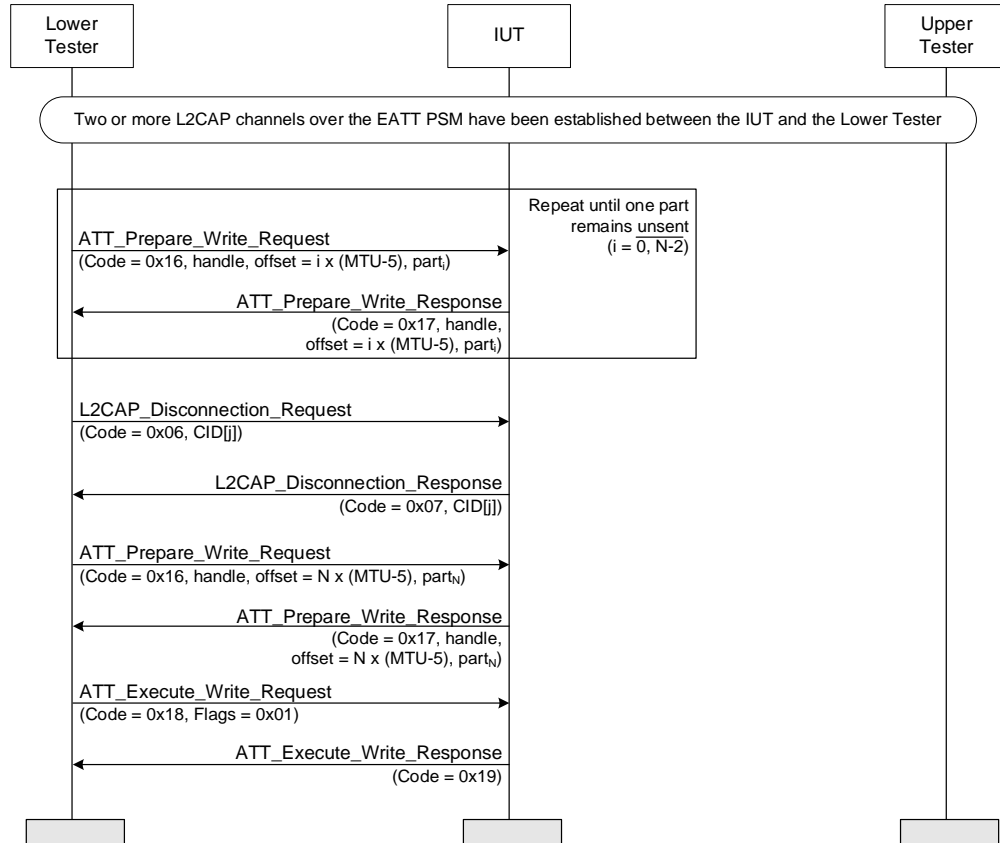 Lower
Tester
IUT
Upper
Tester
Two or more L2CAP channels over the EATT PSM have been established between the IUT and the Lower Tester
Repeat until one part
remains unsent
(i = 0, N-2)
ATT_Prepare_Write_Request
(Code = 0x16, handle, offset = i x (MTU-5), partᵢ)
ATT_Prepare_Write_Response
(Code = 0x17, handle,
offset = i x (MTU-5), partᵢ)
L2CAP_Disconnection_Request
(Code = 0x06, CID[j])
L2CAP_Disconnection_Response
(Code = 0x07, CID[j])
ATT_Prepare_Write_Request
(Code = 0x16, handle, offset = N x (MTU-5), part_N)
ATT_Prepare_Write_Response
(Code = 0x17, handle,
offset = N x (MTU-5), part_N)
ATT_Execute_Write_Request
(Code = 0x18, Flags = 0x01)
ATT_Execute_Write_Response
(Code = 0x19)